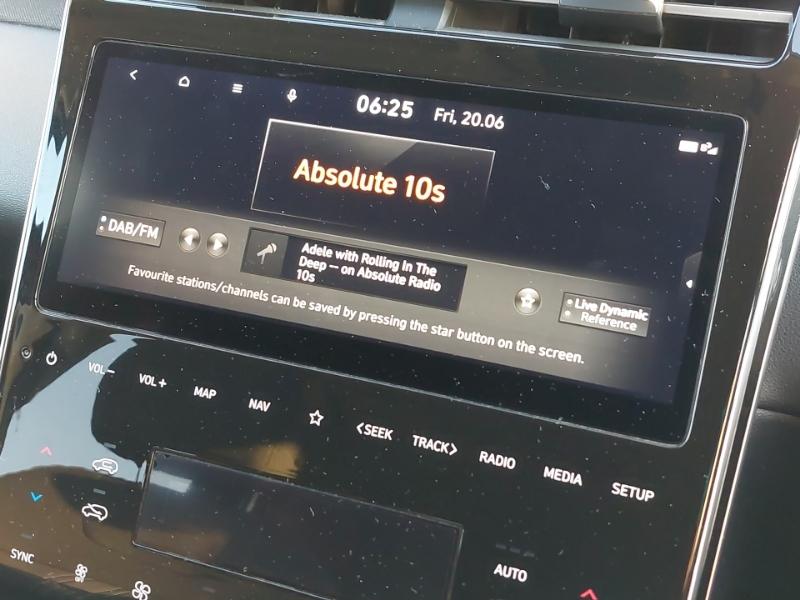 06:25 Fri, 20.06
Absolute 10s
DAB/FM
Adele with Rolling In The
Deep -- on Absolute Radio
10s
Live Dynamic
Reference
Favourite stations/channels can be saved by pressing the star button on the screen.
VOL− VOL+ MAP NAV <SEEK TRACK> RADIO MEDIA SETUP
SYNC
OFF
AUTO